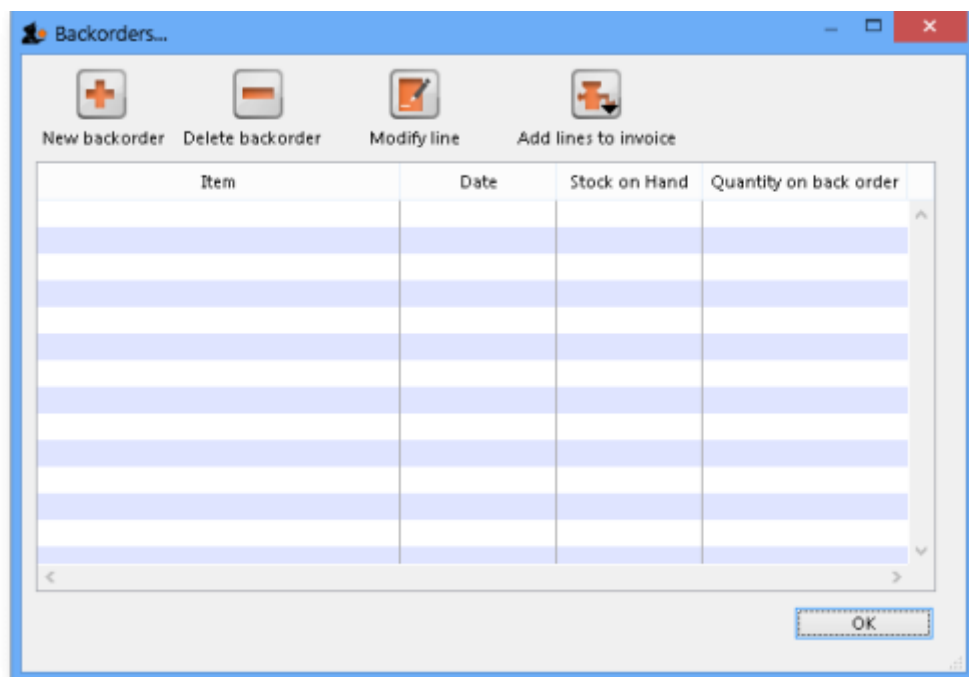 Backorders...
New backorder Delete backorder Modify line Add lines to invoice
Item Date Stock on Hand Quantity on back order
OK